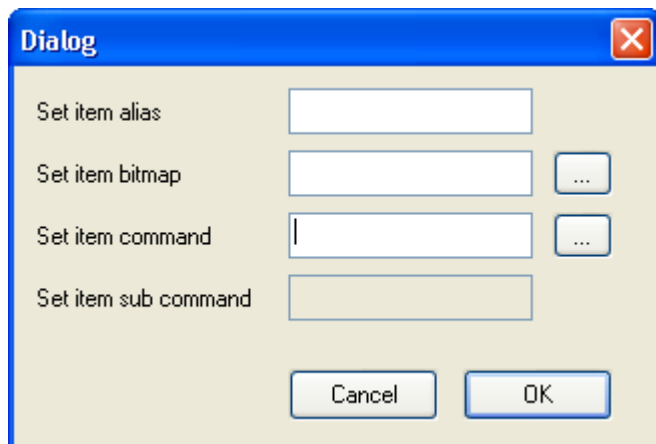 Dialog
Set item alias
Set item bitmap ...
Set item command ...
Set item sub command
Cancel OK